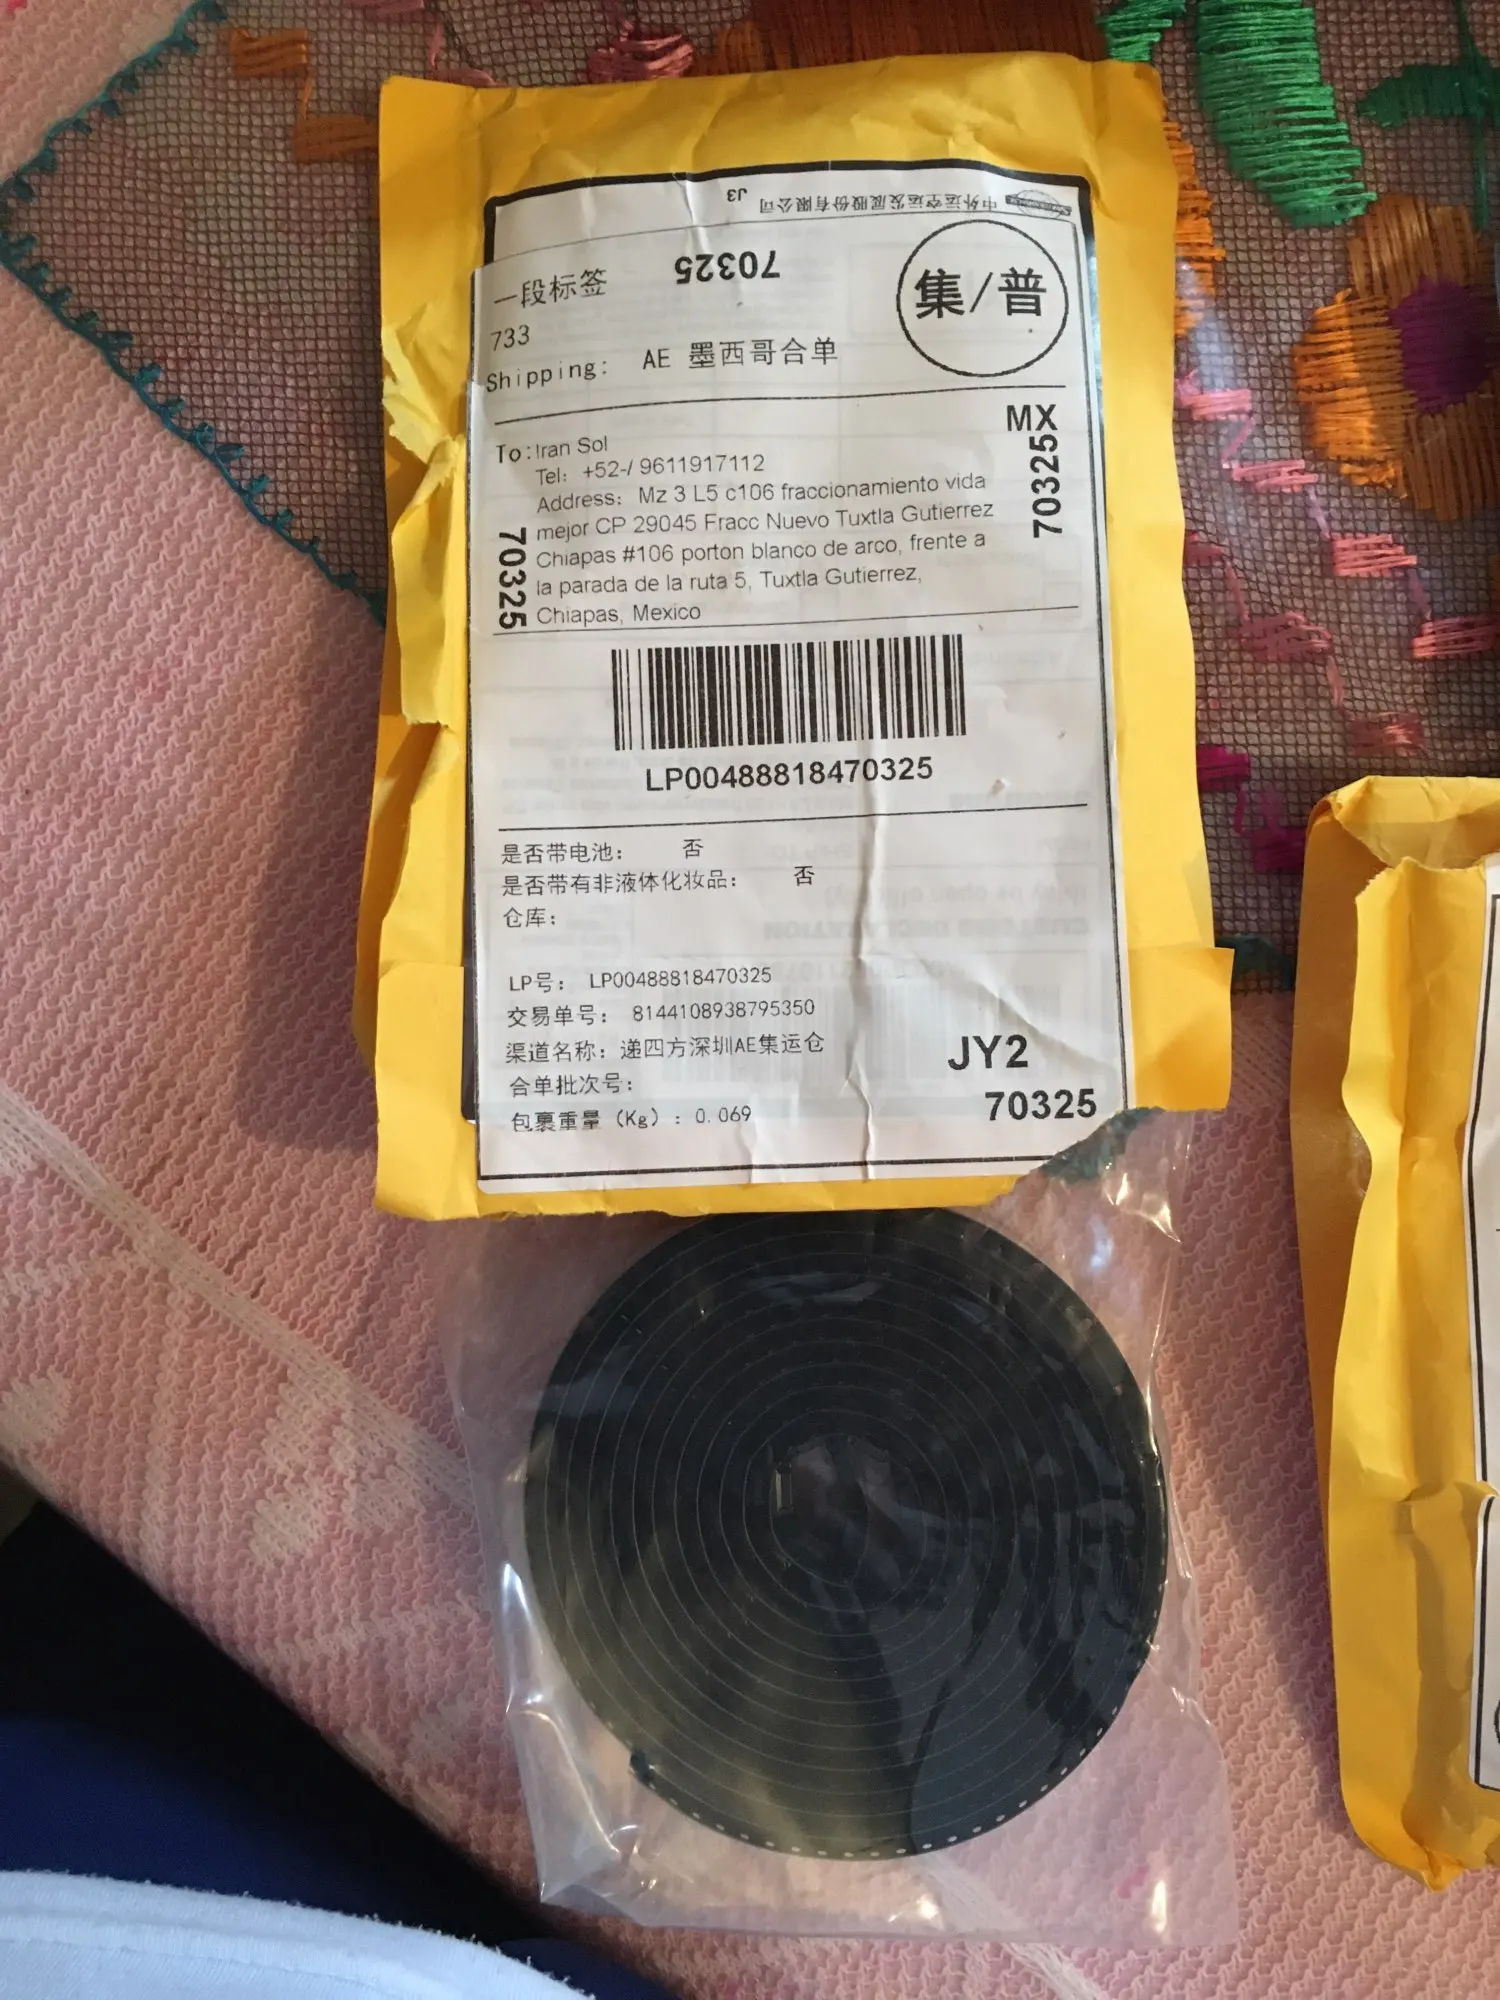 中外运空运发展股份有限公司 J3
一段标签 70325
集/普
733
Shipping: AE 墨西哥合单
MX
70325
To: Iran Sol
Tel: +52-/ 9611917112
Address: Mz 3 L5 c106 fraccionamiento vida
mejor CP 29045 Fracc Nuevo Tuxtla Gutierrez
Chiapas #106 porton blanco de arco, frente a
la parada de la ruta 5, Tuxtla Gutierrez,
Chiapas, Mexico
70325
LP00488818470325
是否带电池: 否
是否带有非液体化妆品: 否
仓库:
LP号: LP00488818470325
交易单号: 8144108938795350
渠道名称: 递四方深圳AE集运仓
合单批次号:
包裹重量 (Kg) : 0.069
JY2
70325